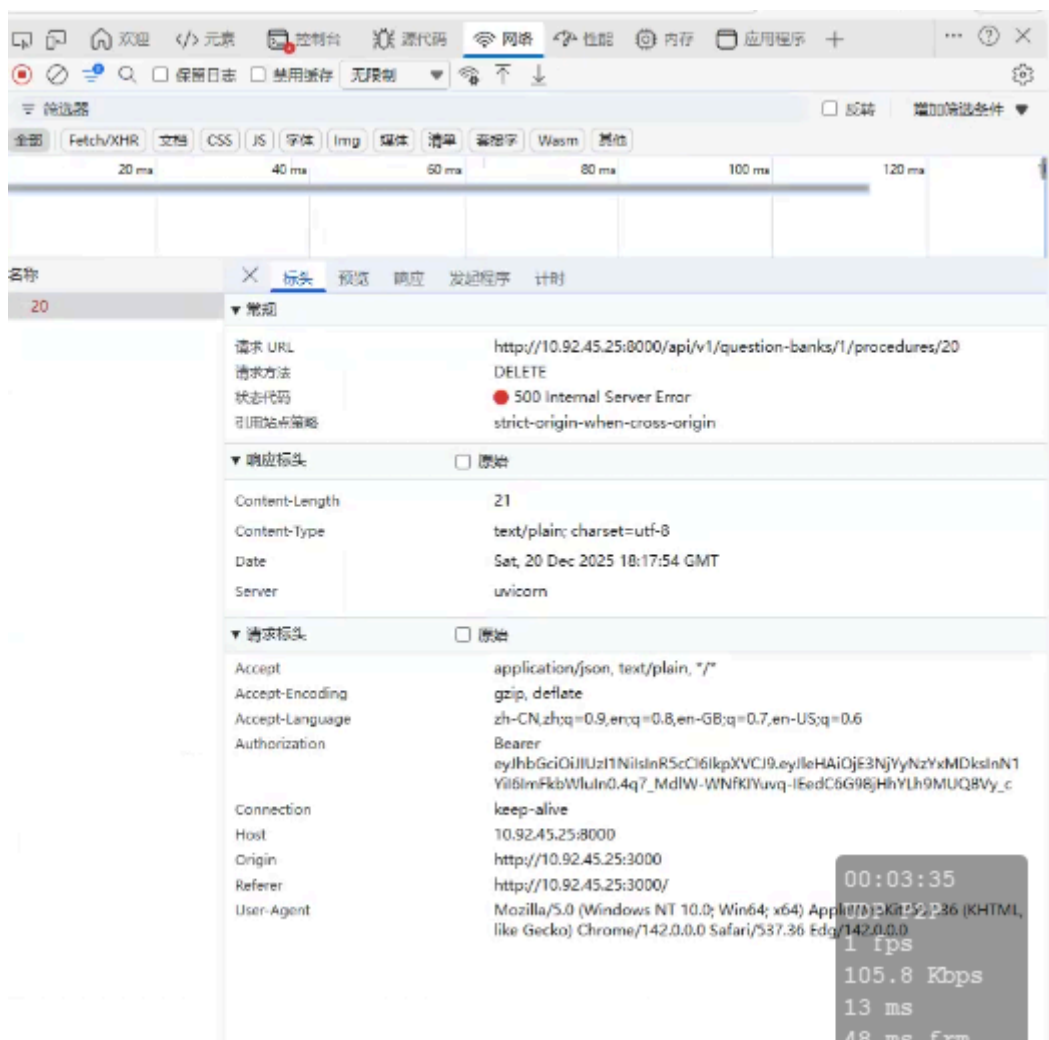 欢迎 </> 元素 控制台 源代码 网络 性能 内存 应用程序 + ... ? ×
保留日志 禁用缓存 无限制
筛选器 反转 增加筛选条件
全部 Fetch/XHR 文档 CSS JS 字体 Img 媒体 清单 套接字 Wasm 其他
20 ms 40 ms 60 ms 80 ms 100 ms 120 ms
名称 × 标头 预览 响应 发起程序 计时
20
▼ 常规
请求 URL http://10.92.45.25:8000/api/v1/question-banks/1/procedures/20
请求方法 DELETE
状态代码 500 Internal Server Error
引用站点策略 strict-origin-when-cross-origin
▼ 响应标头 原始
Content-Length 21
Content-Type text/plain; charset=utf-8
Date Sat, 20 Dec 2025 18:17:54 GMT
Server uvicorn
▼ 请求标头 原始
Accept application/json, text/plain, */*
Accept-Encoding gzip, deflate
Accept-Language zh-CN,zh;q=0.9,en;q=0.8,en-GB;q=0.7,en-US;q=0.6
Authorization Bearer
Connection keep-alive
Host 10.92.45.25:8000
Origin http://10.92.45.25:3000
Referer http://10.92.45.25:3000/
User-Agent Mozilla/5.0 (Windows NT 10.0; Win64; x64) (KHTML,
like Gecko) Chrome/142.0.0.0 Safari/537.36 Edg/142.0.0.0
00:03:35
UDP P2P
1 fps
105.8 Kbps
13 ms
48 ms frm